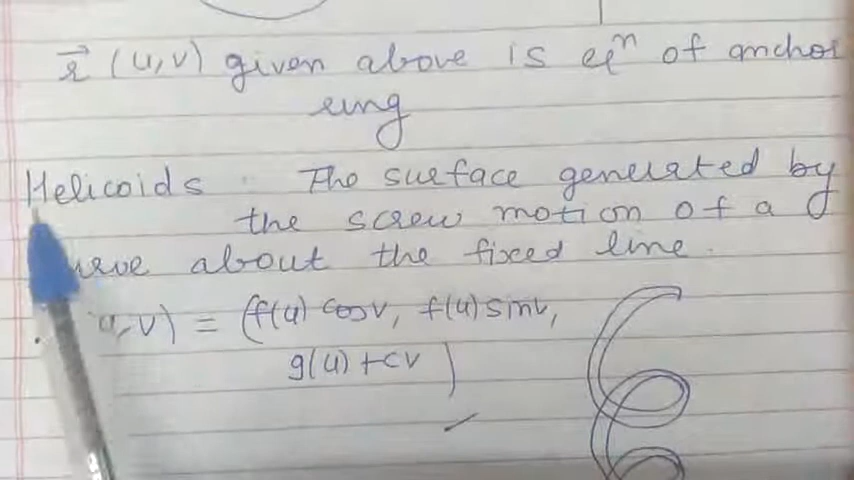 r⃗ (u,v) given above is eqⁿ of anchor
ring
Helicoids : The surface generated by
the screw motion of a
curve about the fixed line.
u,v) = (f(u) cosv, f(u) sinv,
g(u) + cv)